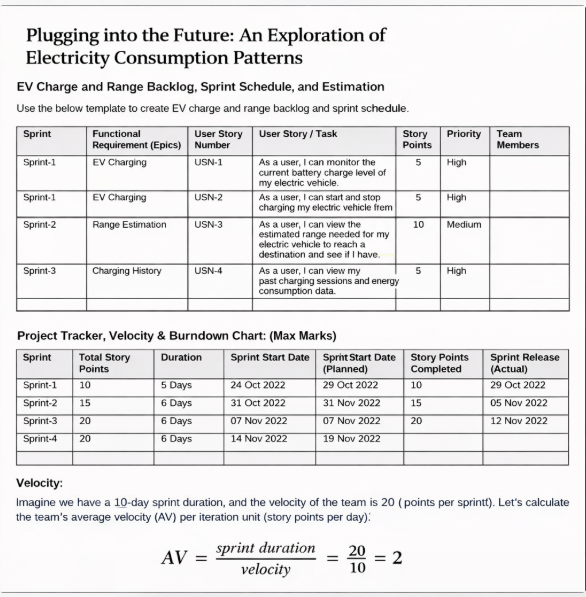 Plugging into the Future: An Exploration of
Electricity Consumption Patterns
EV Charge and Range Backlog, Sprint Schedule, and Estimation
Use the below template to create EV charge and range backlog and sprint schedule.
Sprint Functional Requirement (Epics) User Story Number User Story / Task Story Points Priority Team Members
Sprint-1 EV Charging USN-1 As a user, I can monitor the 5 High
current battery charge level of
my electric vehicle.
Sprint-1 EV Charging USN-2 As a user, I can start and stop 5 High
charging my electric vehicle frem
Sprint-2 Range Estimation USN-3 As a user, I can view the 10 Medium
estimated range needed for my
electric vehicle to reach a
destination and see if I have.
Sprint-3 Charging History USN-4 As a user, I can view my 5 High
past charging sessions and energy
consumption data.
Project Tracker, Velocity & Burndown Chart: (Max Marks)
Sprint Total Story Points Duration Sprint Start Date Sprint Start Date (Planned) Story Points Completed Sprint Release (Actual)
Sprint-1 10 5 Days 24 Oct 2022 29 Oct 2022 10 29 Oct 2022
Sprint-2 15 6 Days 31 Oct 2022 31 Nov 2022 15 05 Nov 2022
Sprint-3 20 6 Days 07 Nov 2022 07 Nov 2022 20 12 Nov 2022
Sprint-4 20 6 Days 14 Nov 2022 19 Nov 2022
Velocity:
Imagine we have a 10-day sprint duration, and the velocity of the team is 20 (points per sprintf). Let's calculate
the team's average velocity (AV) per iteration unit (story points per day):
AV = sprint duration / velocity = 20 / 10 = 2